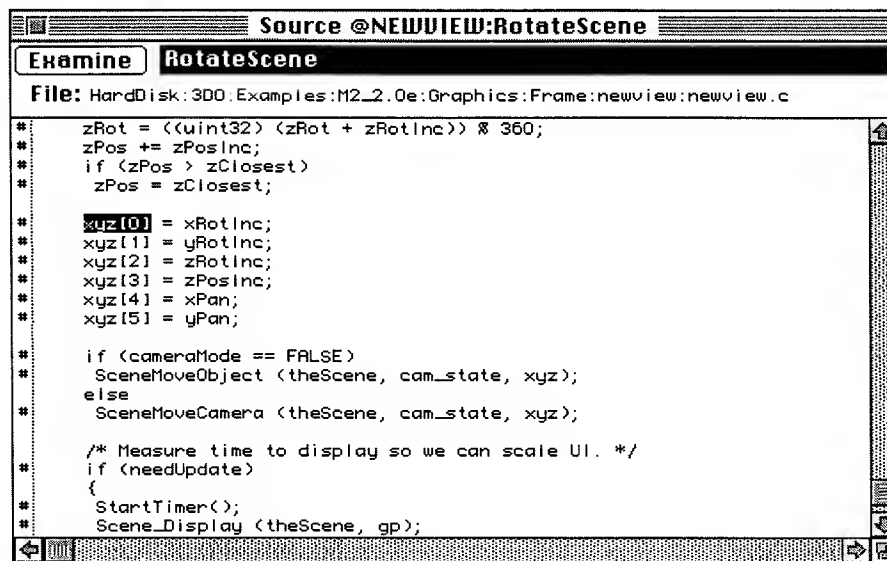 Source @NEWVIEW:RotateScene
Examine RotateScene
File: HardDisk:3DO:Examples:M2_2.0e:Graphics:Frame:newview:newview.c
# zRot = ((uint32) (zRot + zRotInc)) % 360;
# zPos += zPosInc;
# if (zPos > zClosest)
# zPos = zClosest;
# xyz[0] = xRotInc;
# xyz[1] = yRotInc;
# xyz[2] = zRotInc;
# xyz[3] = zPosInc;
# xyz[4] = xPan;
# xyz[5] = yPan;
# if (cameraMode == FALSE)
# SceneMoveObject (theScene, cam_state, xyz);
else
# SceneMoveCamera (theScene, cam_state, xyz);
/* Measure time to display so we can scale UI. */
# if (needUpdate)
{
# StartTimer();
# Scene_Display (theScene, gp);